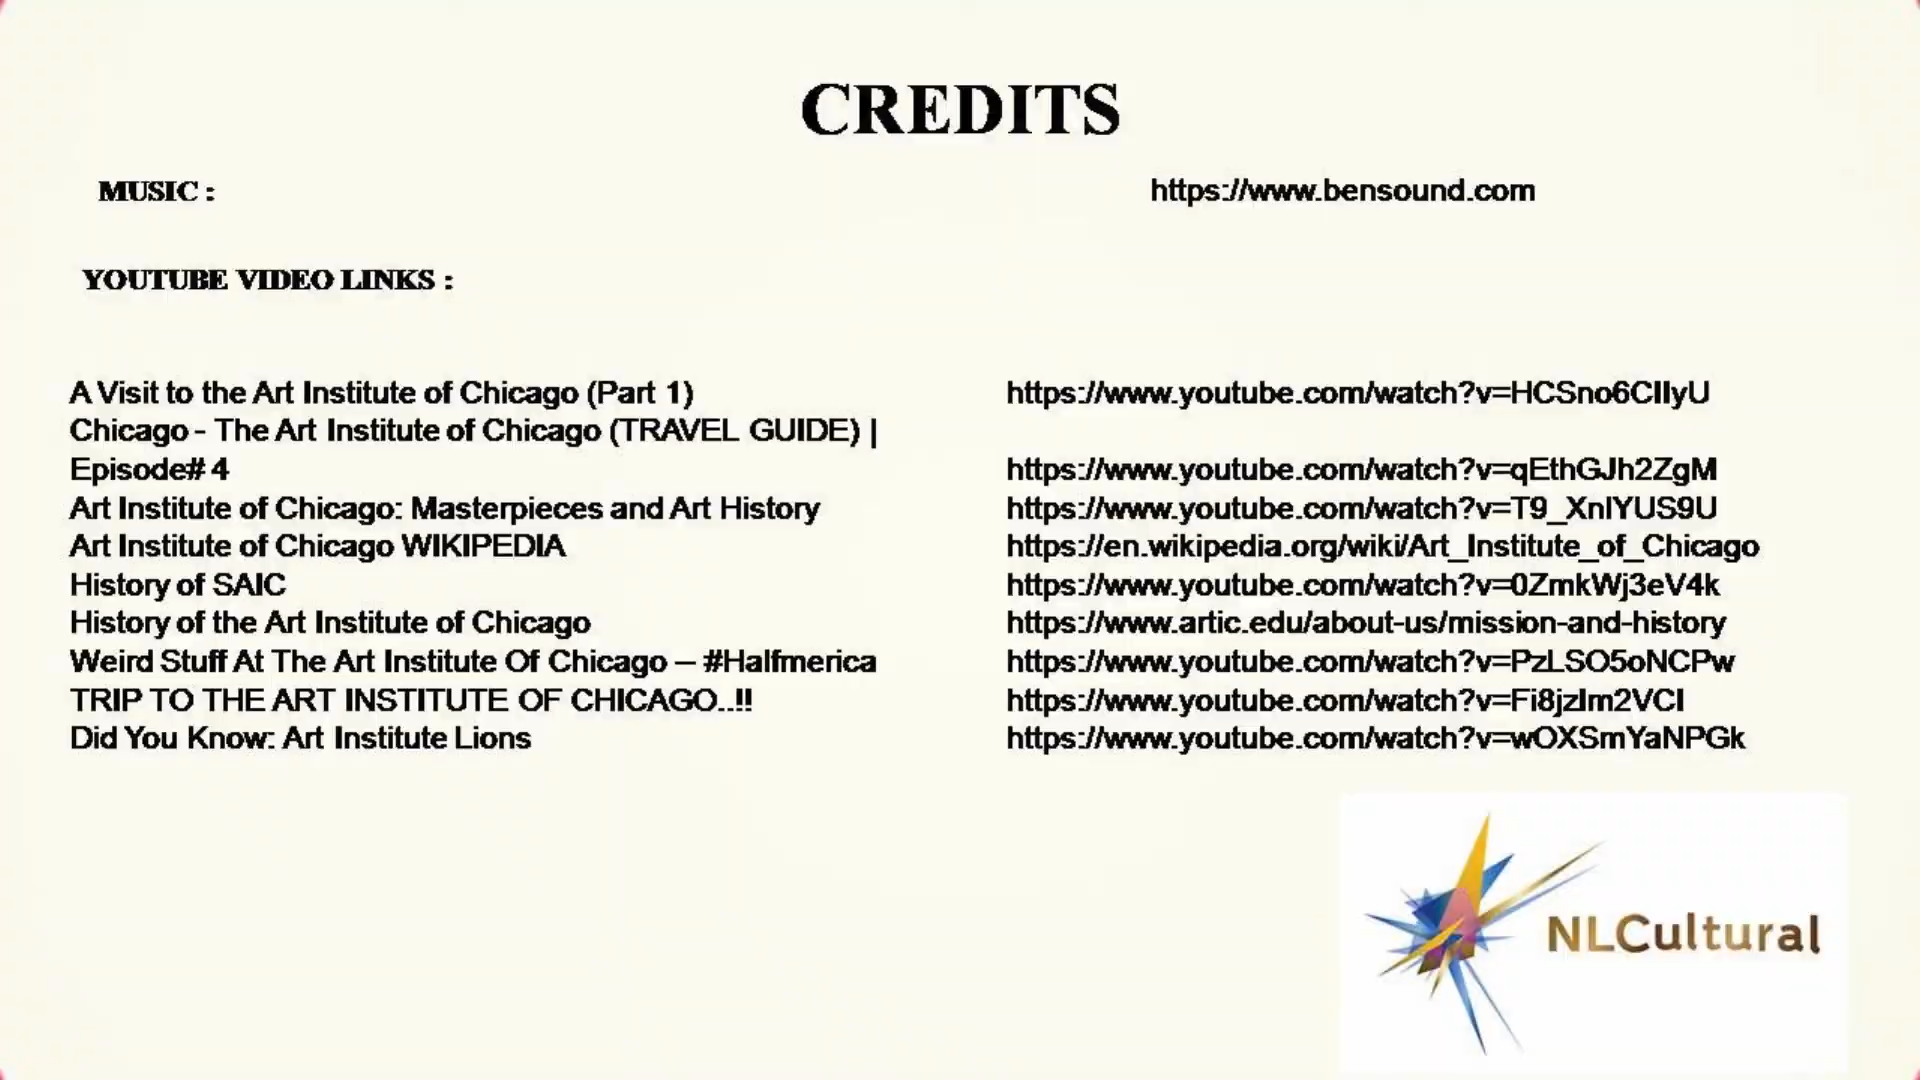 CREDITS
MUSIC : https://www.bensound.com
YOUTUBE VIDEO LINKS :
A Visit to the Art Institute of Chicago (Part 1) https://www.youtube.com/watch?v=HCSno6CIIyU
Chicago - The Art Institute of Chicago (TRAVEL GUIDE) |
Episode# 4 https://www.youtube.com/watch?v=qEthGJh2ZgM
Art Institute of Chicago: Masterpieces and Art History https://www.youtube.com/watch?v=T9_XnIYUS9U
Art Institute of Chicago WIKIPEDIA https://en.wikipedia.org/wiki/Art_Institute_of_Chicago
History of SAIC https://www.youtube.com/watch?v=0ZmkWj3eV4k
History of the Art Institute of Chicago https://www.artic.edu/about-us/mission-and-history
Weird Stuff At The Art Institute Of Chicago – #Halfmerica https://www.youtube.com/watch?v=PzLSO5oNCPw
TRIP TO THE ART INSTITUTE OF CHICAGO..!! https://www.youtube.com/watch?v=Fi8jzIm2VCI
Did You Know: Art Institute Lions https://www.youtube.com/watch?v=wOXSmYaNPGk
NLCultural